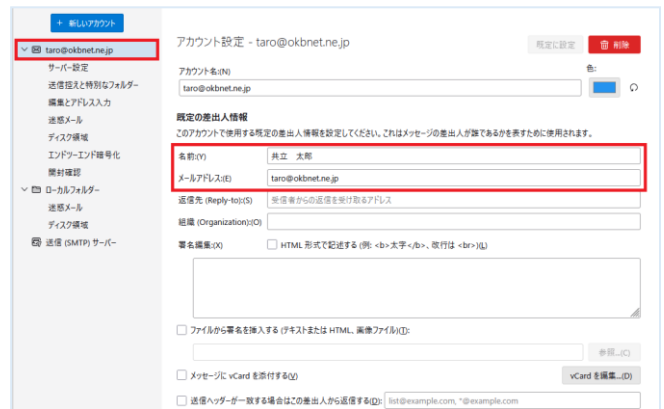 + 新しいアカウント
taro@okbnet.ne.jp
サーバー設定
送信控えと特別なフォルダー
編集とアドレス入力
迷惑メール
ディスク領域
エンドツーエンド暗号化
開封確認
ローカルフォルダー
迷惑メール
ディスク領域
送信 (SMTP) サーバー
アカウント設定 - taro@okbnet.ne.jp
既定に設定
削除
アカウント名:(N)
色:
taro@okbnet.ne.jp
既定の差出人情報
このアカウントで使用する既定の差出人情報を設定してください。これはメッセージの差出人が誰であるかを表すために使用されます。
名前:(Y) 共立 太郎
メールアドレス:(E) taro@okbnet.ne.jp
返信先 (Reply-to):(S) 受信者からの返信を受け取るアドレス
組織 (Organization):(O)
署名編集:(X) HTML 形式で記述する (例: <b>太字</b>、改行は <br>)(L)
ファイルから署名を挿入する (テキストまたは HTML、画像ファイル)(T):
参照...(C)
メッセージに vCard を添付する(V) vCard を編集...(D)
送信ヘッダーが一致する場合はこの差出人から返信する(D): list@example.com, *@example.com